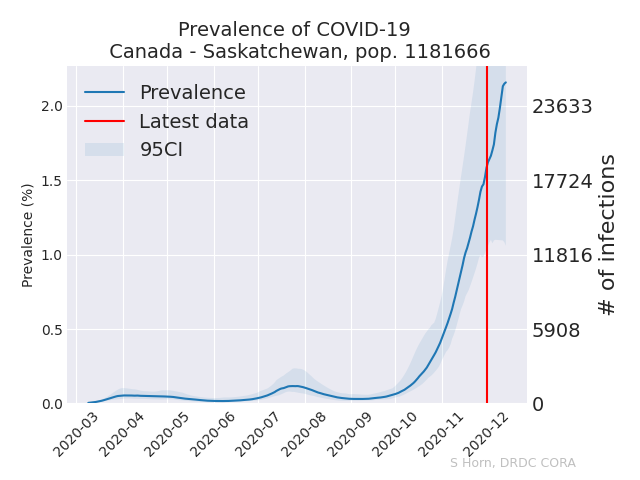 Prevalence of COVID-19
Canada - Saskatchewan, pop. 1181666
Prevalence
Latest data
95CI
Prevalence (%)
2.0
1.5
1.0
0.5
0.0
23633
17724
11816
5908
0
# of infections
2020-03
2020-04
2020-05
2020-06
2020-07
2020-08
2020-09
2020-10
2020-11
2020-12
S Horn, DRDC CORA